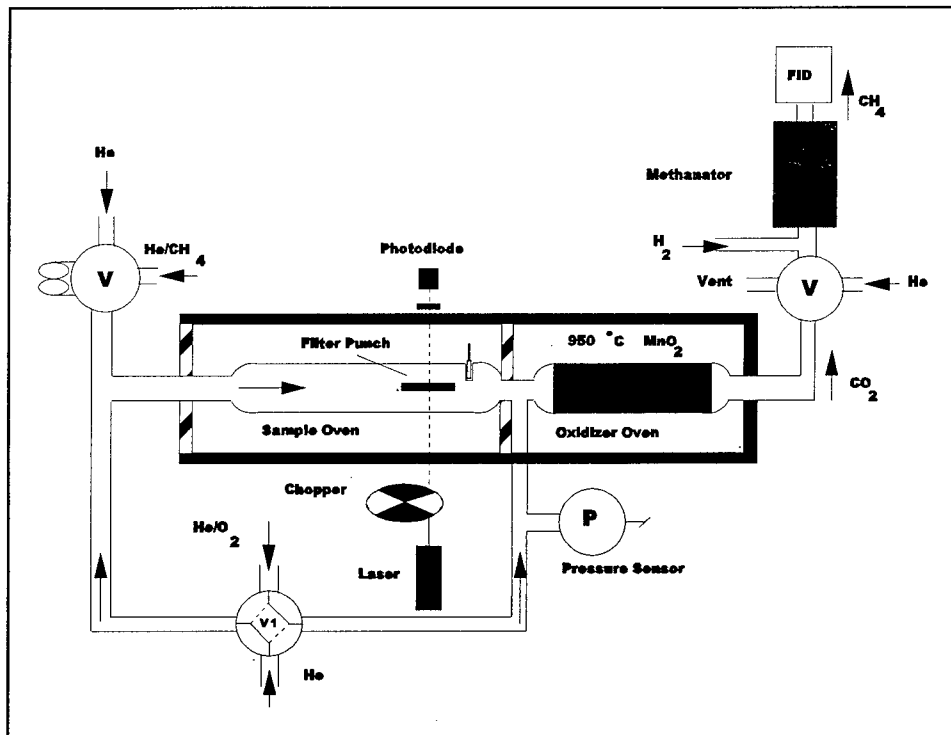 FID
CH4
He
Methanator
He/CH4
Photodiode
H2
V
Vent
V
He
Filter Punch
950 °C MnO2
CO2
Sample Oven
Oxidizer Oven
Chopper
He/O2
P
Laser
Pressure Sensor
V1
He